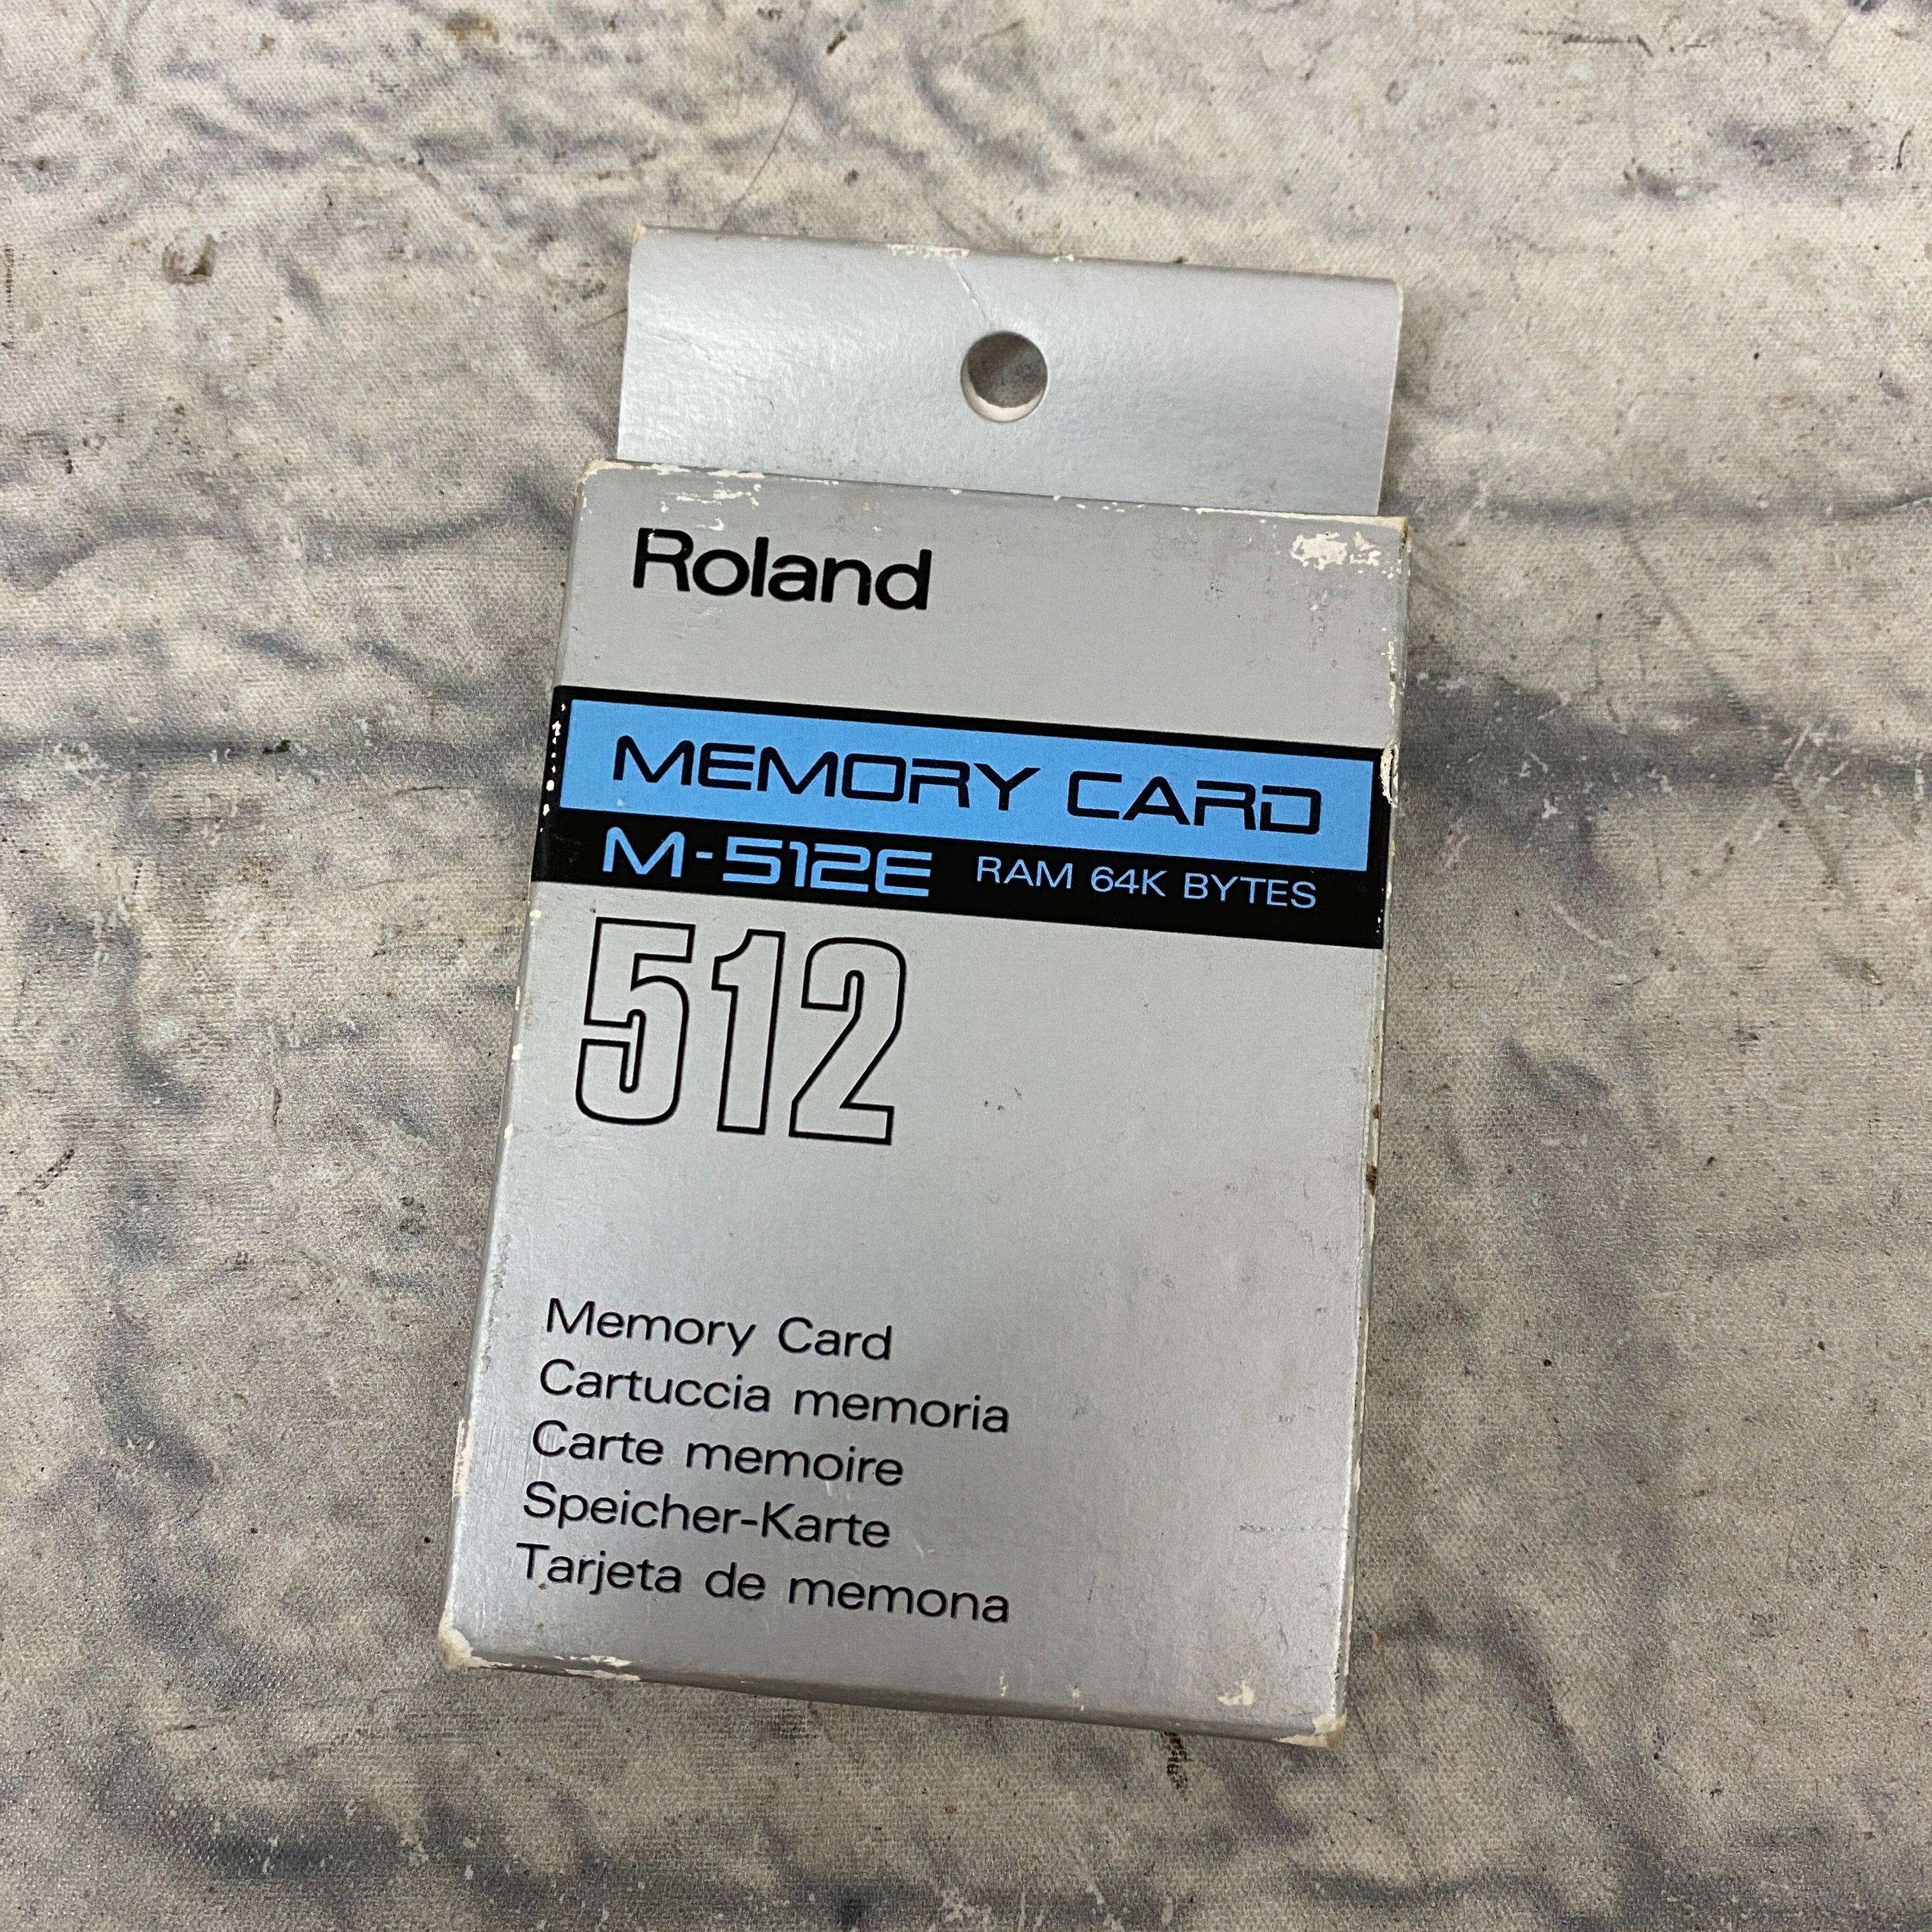 Roland
MEMORY CARD
M-512E RAM 64K BYTES
512
Memory Card
Cartuccia memoria
Carte memoire
Speicher-Karte
Tarjeta de memona